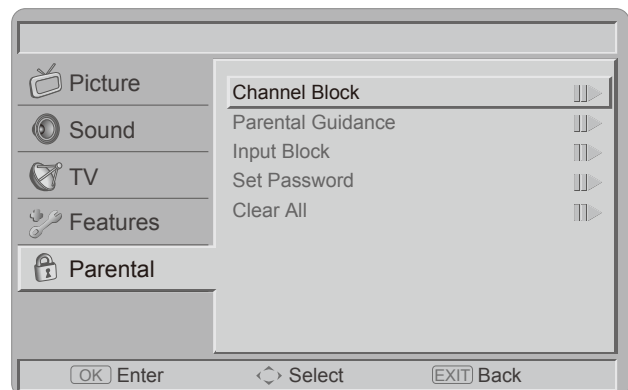 Picture
Sound
TV
Features
Parental
Channel Block
Parental Guidance
Input Block
Set Password
Clear All
OK Enter Select EXIT Back